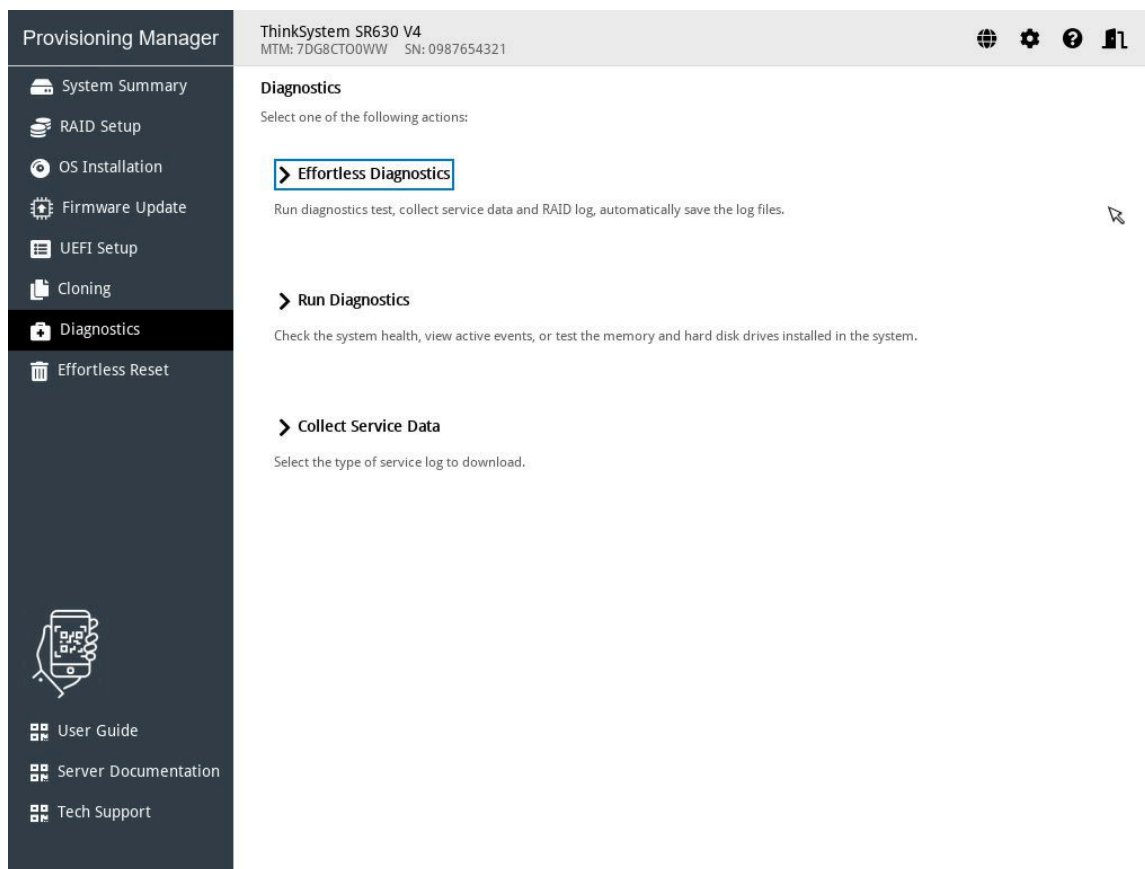 Provisioning Manager
System Summary
RAID Setup
OS Installation
Firmware Update
UEFI Setup
Cloning
Diagnostics
Effortless Reset
User Guide
Server Documentation
Tech Support
ThinkSystem SR630 V4
MTM: 7DG8CTO0WW SN: 0987654321
Diagnostics
Select one of the following actions:
Effortless Diagnostics
Run diagnostics test, collect service data and RAID log, automatically save the log files.
Run Diagnostics
Check the system health, view active events, or test the memory and hard disk drives installed in the system.
Collect Service Data
Select the type of service log to download.